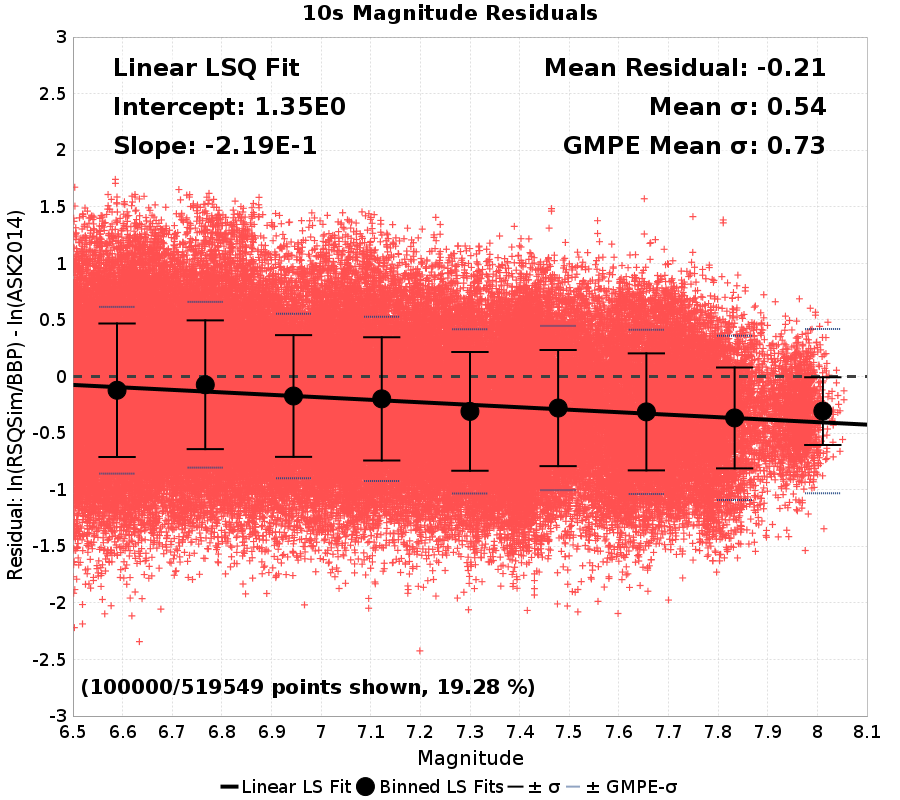 10s Magnitude Residuals
Linear LSQ Fit
Intercept: 1.35E0
Slope: -2.19E-1
Mean Residual: -0.21
Mean σ: 0.54
GMPE Mean σ: 0.73
3
2.5
2
1.5
1
0.5
0
-0.5
-1
-1.5
-2
-2.5
-3
Residual: ln(RSQSim/BBP) - ln(ASK2014)
(100000/519549 points shown, 19.28 %)
6.5 6.6 6.7 6.8 6.9 7 7.1 7.2 7.3 7.4 7.5 7.6 7.7 7.8 7.9 8 8.1
Magnitude
Linear LS Fit Binned LS Fits ± σ ± GMPE-σ